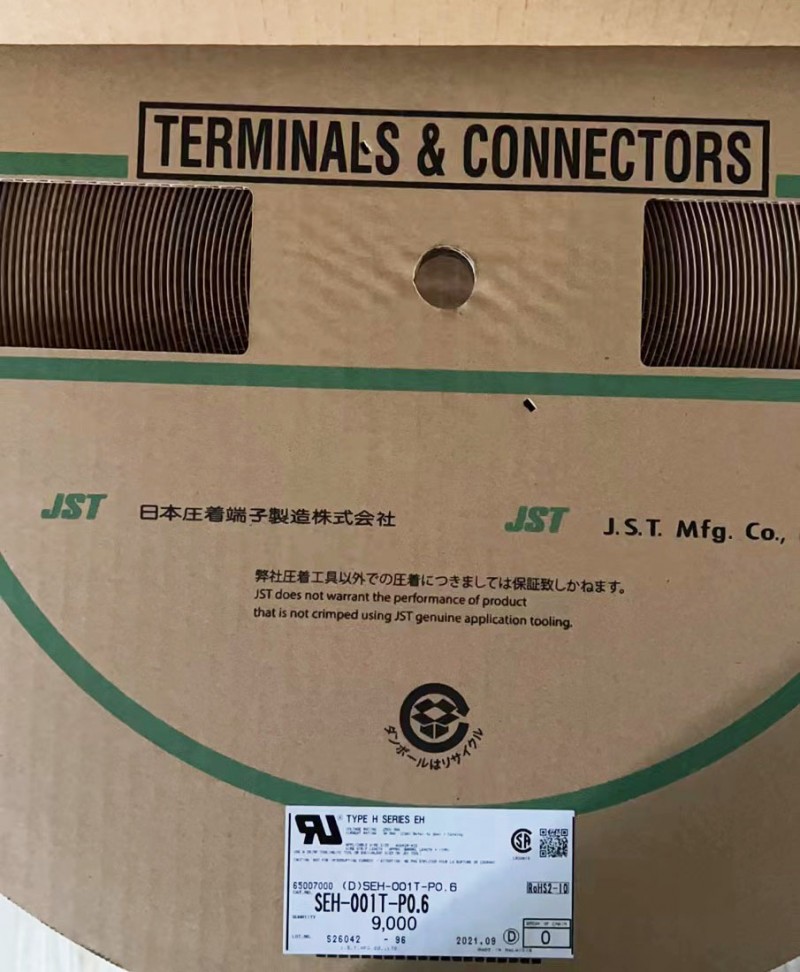 TERMINALS & CONNECTORS
JST 日本圧着端子製造株式会社
JST J.S.T. Mfg. Co.,
弊社圧着工具以外での圧着につきましては保証致しかねます。
JST does not warrant the performance of product
that is not crimped using JST genuine application tooling.
ダンボールはリサイクル
TYPE H SERIES EH
65007000 (D)SEH-001T-P0.6
RoHS2-10
SEH-001T-P0.6
QUANTITY
9,000
LOT.NO. S26042 - 96 2021.09 D 0